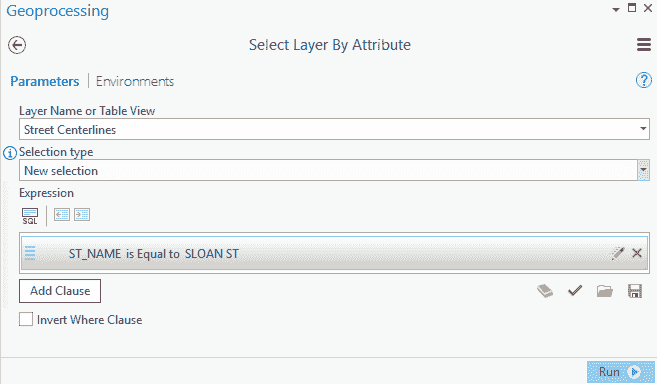 Geoprocessing
Select Layer By Attribute
Parameters | Environments
Layer Name or Table View
Street Centerlines
Selection type
New selection
Expression
SQL
ST_NAME is Equal to SLOAN ST
Add Clause
Invert Where Clause
Run